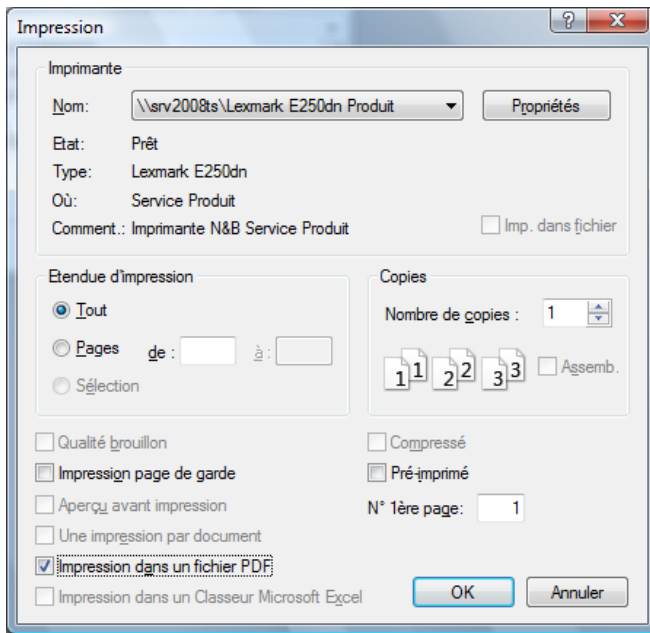 Impression
Imprimante
Nom: \\srv2008ts\Lexmark E250dn Produit Propriétés
Etat: Prêt
Type: Lexmark E250dn
Où: Service Produit
Comment.: Imprimante N&B Service Produit Imp. dans fichier
Etendue d'impression Copies
Tout Nombre de copies : 1
Pages de : à :
1 1 2 2 3 3 Assemb.
Sélection
Qualité brouillon Compressé
Impression page de garde Pré-imprimé
Aperçu avant impression N° 1ère page: 1
Une impression par document
Impression dans un fichier PDF
Impression dans un Classeur Microsoft Excel OK Annuler